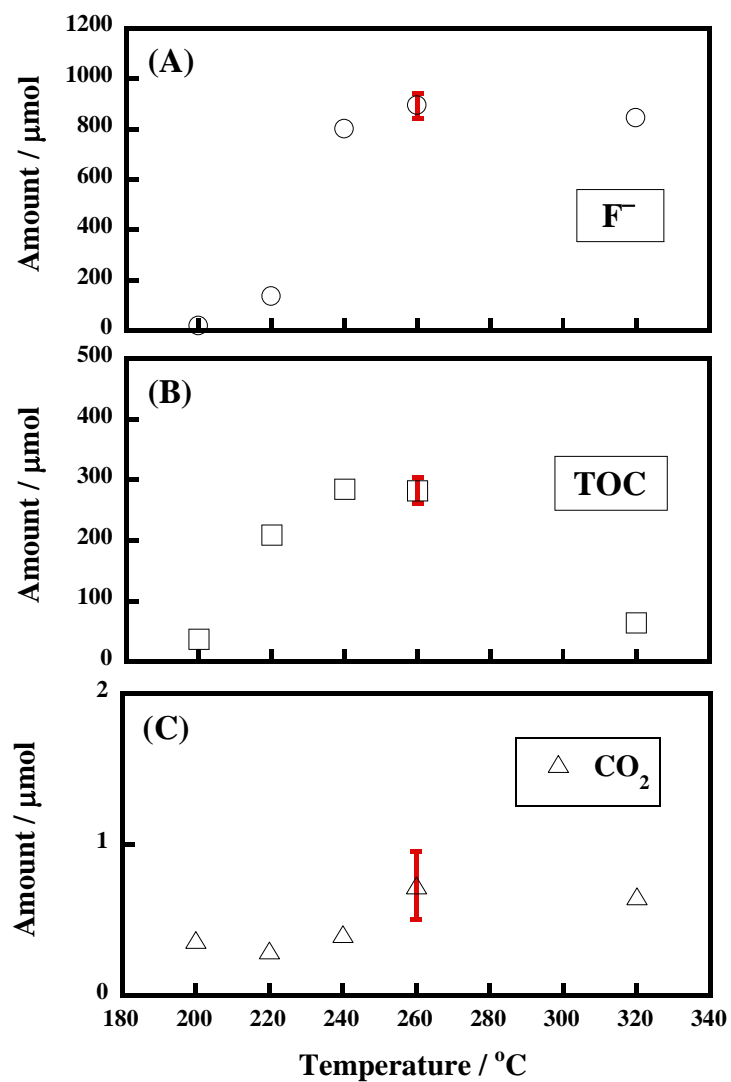 (A)
Amount / μmol
1200
1000
800
600
400
200
0
F⁻
(B)
Amount / μmol
500
400
300
200
100
0
TOC
(C)
Amount / μmol
2
1
0
CO₂
180 200 220 240 260 280 300 320 340
Temperature / °C